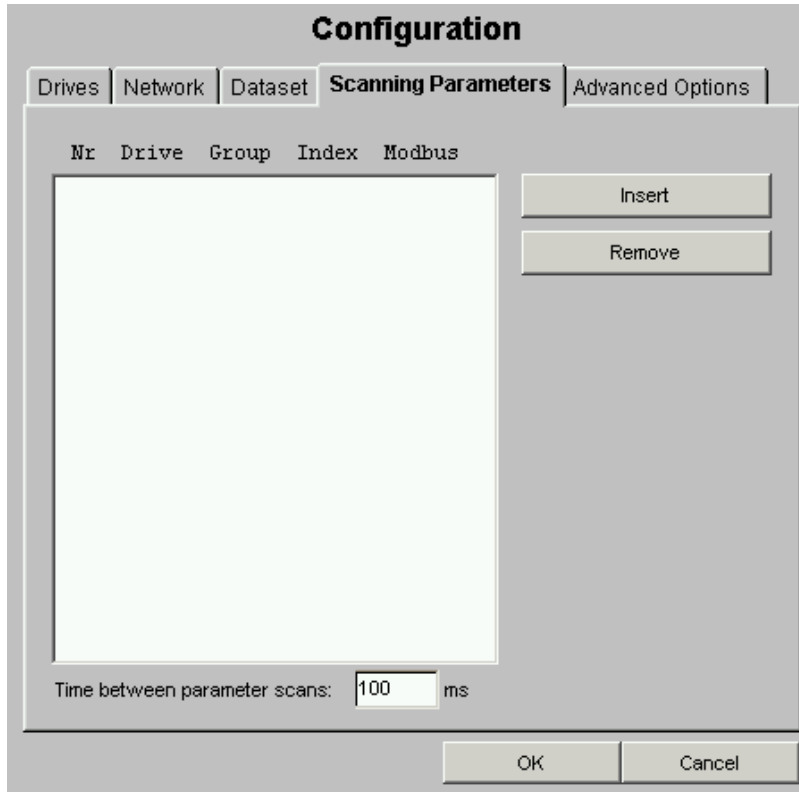 Configuration
Drives Network Dataset Scanning Parameters Advanced Options
Nr Drive Group Index Modbus
Insert
Remove
Time between parameter scans: 100 ms
OK Cancel